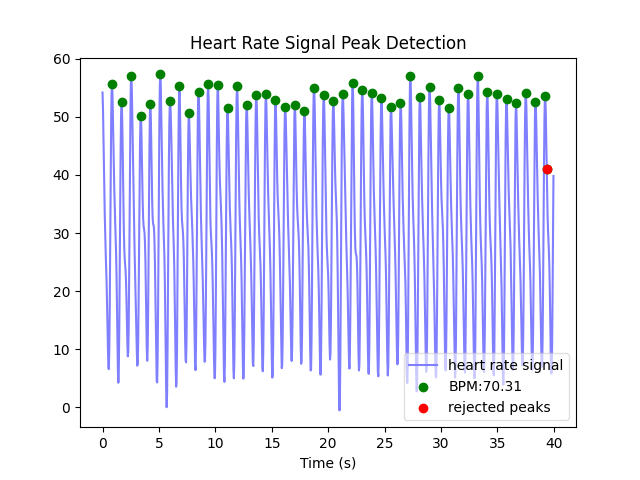 Heart Rate Signal Peak Detection
60
50
40
30
20
10
0
heart rate signal
BPM:70.31
rejected peaks
0 5 10 15 20 25 30 35 40
Time (s)